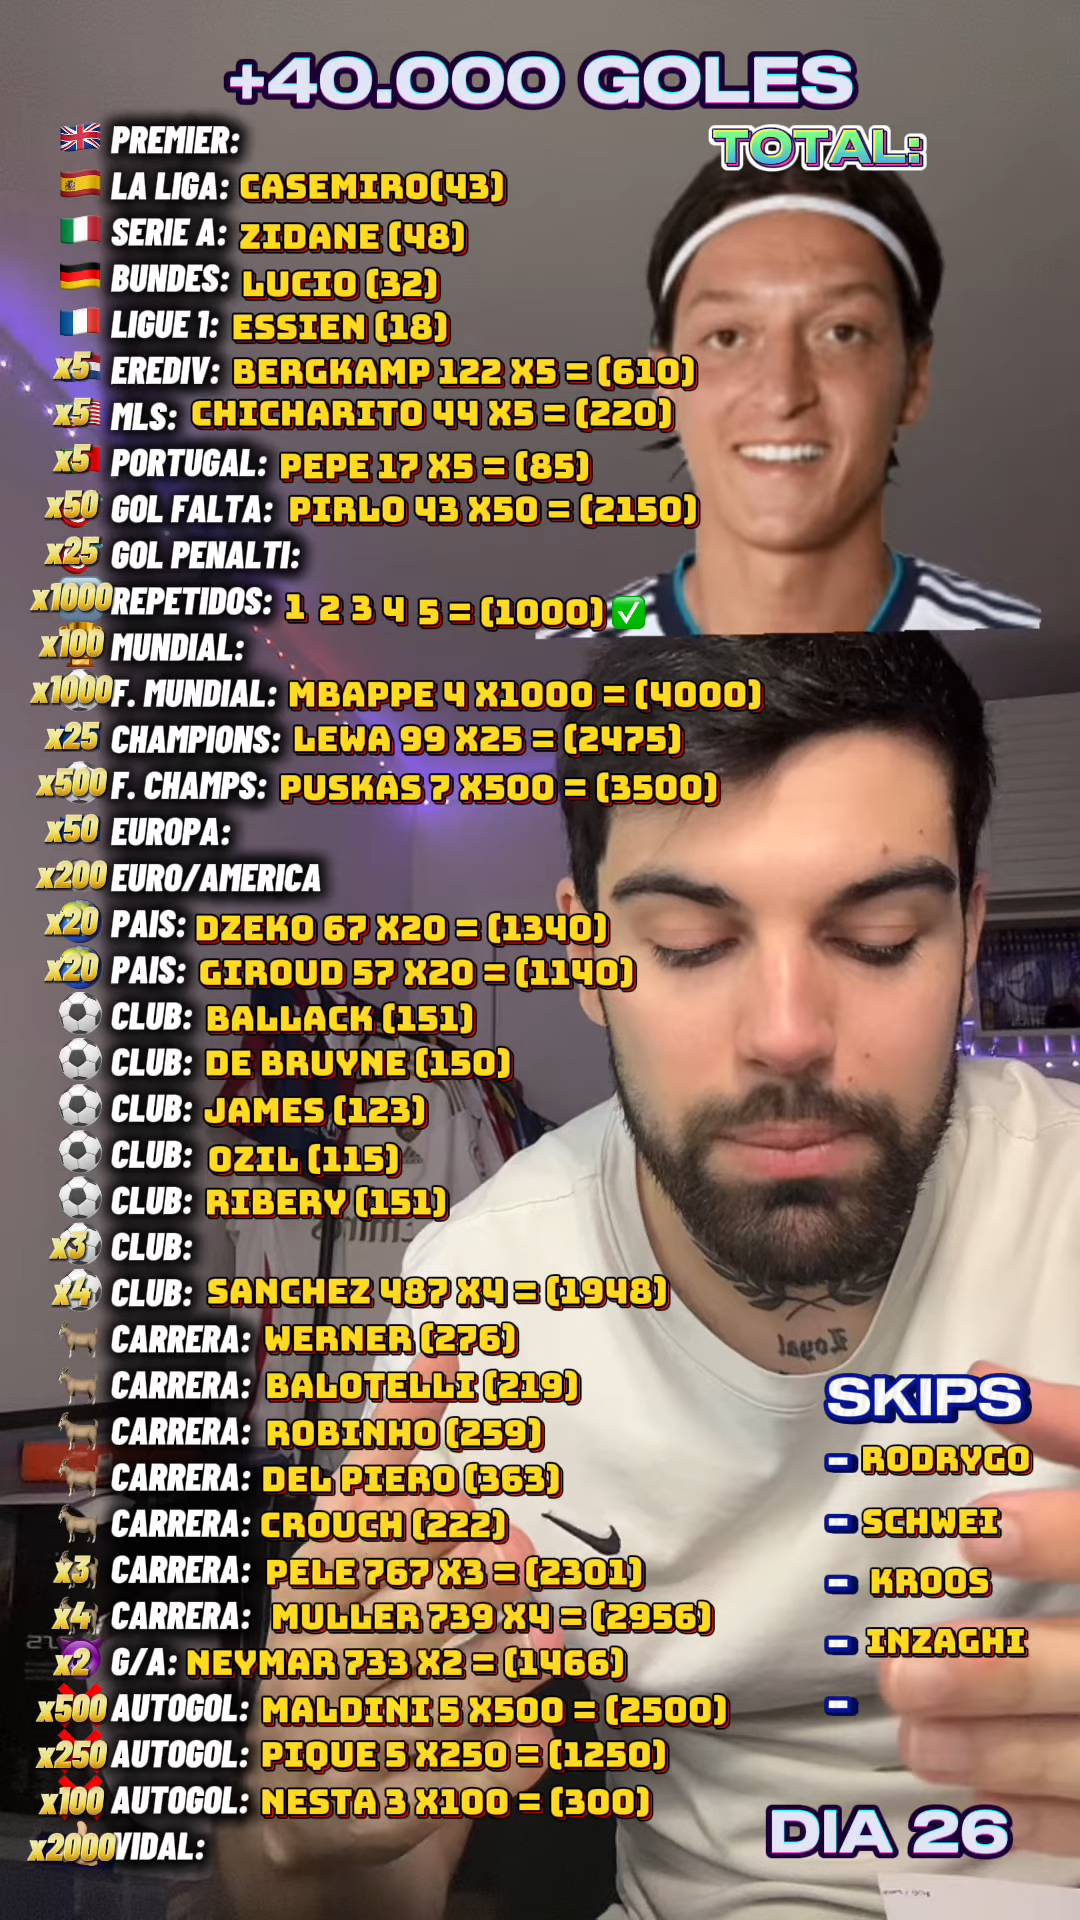 +40.000 GOLES
TOTAL:
PREMIER:
LA LIGA: CASEMIRO(43)
SERIE A: ZIDANE (48)
BUNDES: LUCIO (32)
LIGUE 1: ESSIEN (18)
x5 EREDIV: BERGKAMP 122 X5 = (610)
x5 MLS: CHICHARITO 44 X5 = (220)
x5 PORTUGAL: PEPE 17 X5 = (85)
x50 GOL FALTA: PIRLO 43 X50 = (2150)
x25 GOL PENALTI:
x1000 REPETIDOS: 1 2 3 4 5 = (1000) ✅
x100 MUNDIAL:
x1000 F. MUNDIAL: MBAPPE 4 X1000 = (4000)
x25 CHAMPIONS: LEWA 99 X25 = (2475)
x500 F. CHAMPS: PUSKAS 7 X500 = (3500)
x50 EUROPA:
x200 EURO/AMERICA
x20 PAIS: DZEKO 67 X20 = (1340)
x20 PAIS: GIROUD 57 X20 = (1140)
CLUB: BALLACK (151)
CLUB: DE BRUYNE (150)
CLUB: JAMES (123)
CLUB: OZIL (115)
CLUB: RIBERY (151)
x3 CLUB:
x4 CLUB: SANCHEZ 487 X4 = (1948)
CARRERA: WERNER (276)
CARRERA: BALOTELLI (219)
CARRERA: ROBINHO (259)
CARRERA: DEL PIERO (363)
CARRERA: CROUCH (222)
x3 CARRERA: PELE 767 X3 = (2301)
x4 CARRERA: MULLER 739 X4 = (2956)
x2 G/A: NEYMAR 733 X2 = (1466)
x500 AUTOGOL: MALDINI 5 X500 = (2500)
x250 AUTOGOL: PIQUE 5 X250 = (1250)
x100 AUTOGOL: NESTA 3 X100 = (300)
x2000 VIDAL:
Loyal
SKIPS
- RODRYGO
- SCHWEI
- KROOS
- INZAGHI
-
DIA 26